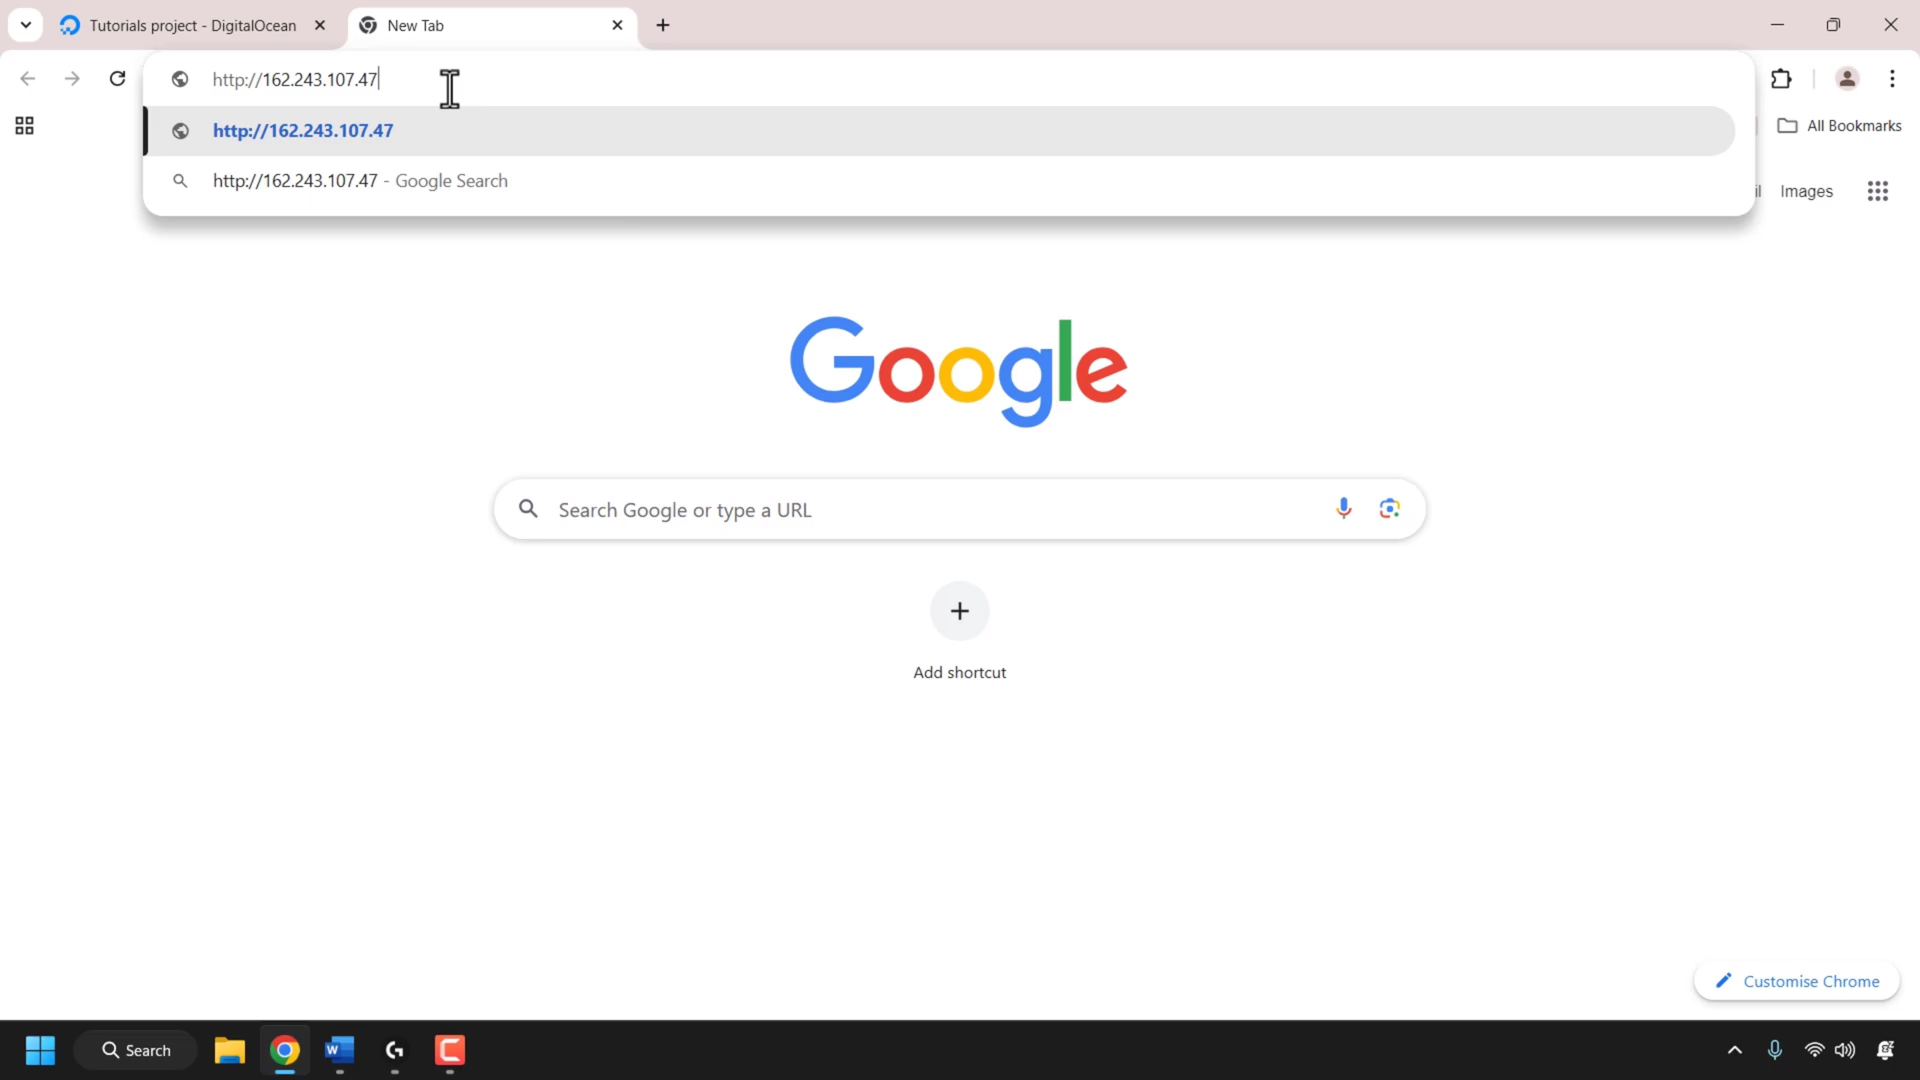 Tutorials project - DigitalOcean
New Tab
http://162.243.107.47
http://162.243.107.47
http://162.243.107.47 - Google Search
All Bookmarks
il
Images
Google
Search Google or type a URL
Add shortcut
Customise Chrome
Search